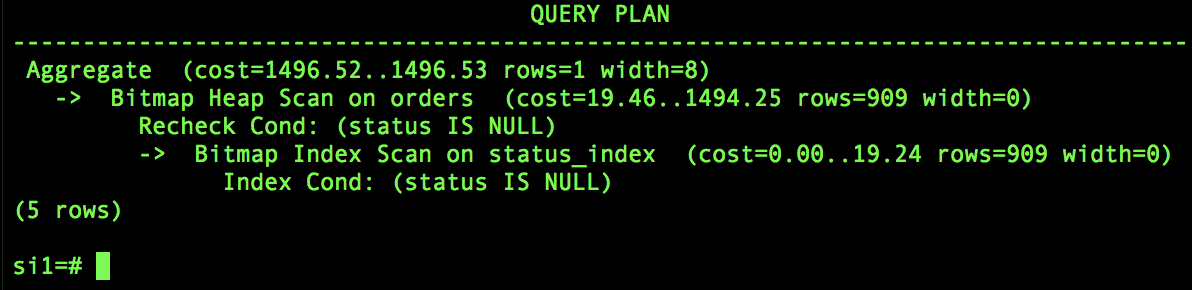 QUERY PLAN
---------------------------------------------------------------------------------------
Aggregate  (cost=1496.52..1496.53 rows=1 width=8)
  ->  Bitmap Heap Scan on orders  (cost=19.46..1494.25 rows=909 width=0)
        Recheck Cond: (status IS NULL)
        ->  Bitmap Index Scan on status_index  (cost=0.00..19.24 rows=909 width=0)
              Index Cond: (status IS NULL)
(5 rows)
si1=#